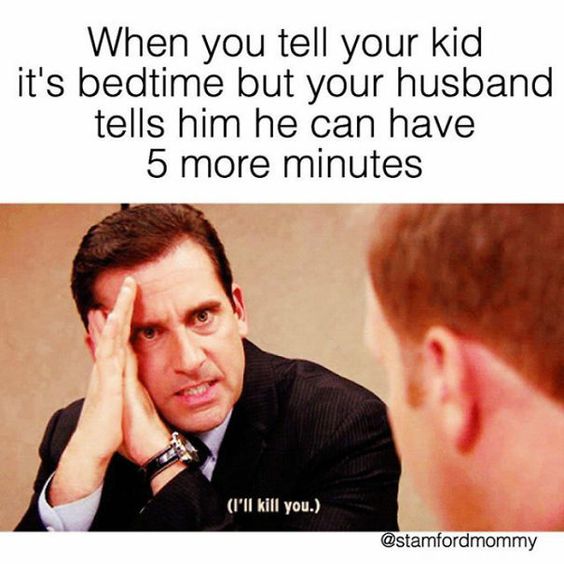 When you tell your kid
it's bedtime but your husband
tells him he can have
5 more minutes
(I'll kill you.)
@stamfordmommy